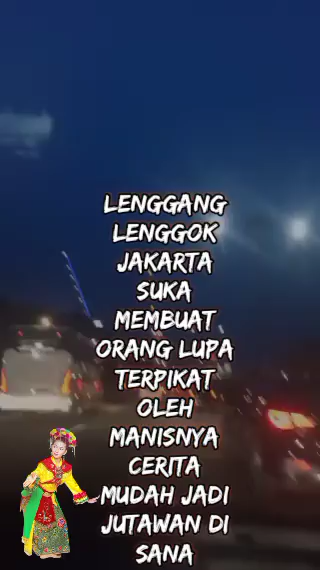 LENGGANG
LENGGOK
JAKARTA
SUKA
MEMBUAT
ORANG LUPA
TERPIKAT
OLEH
MANISNYA
CERITA
MUDAH JADI
JUTAWAN DI
SANA